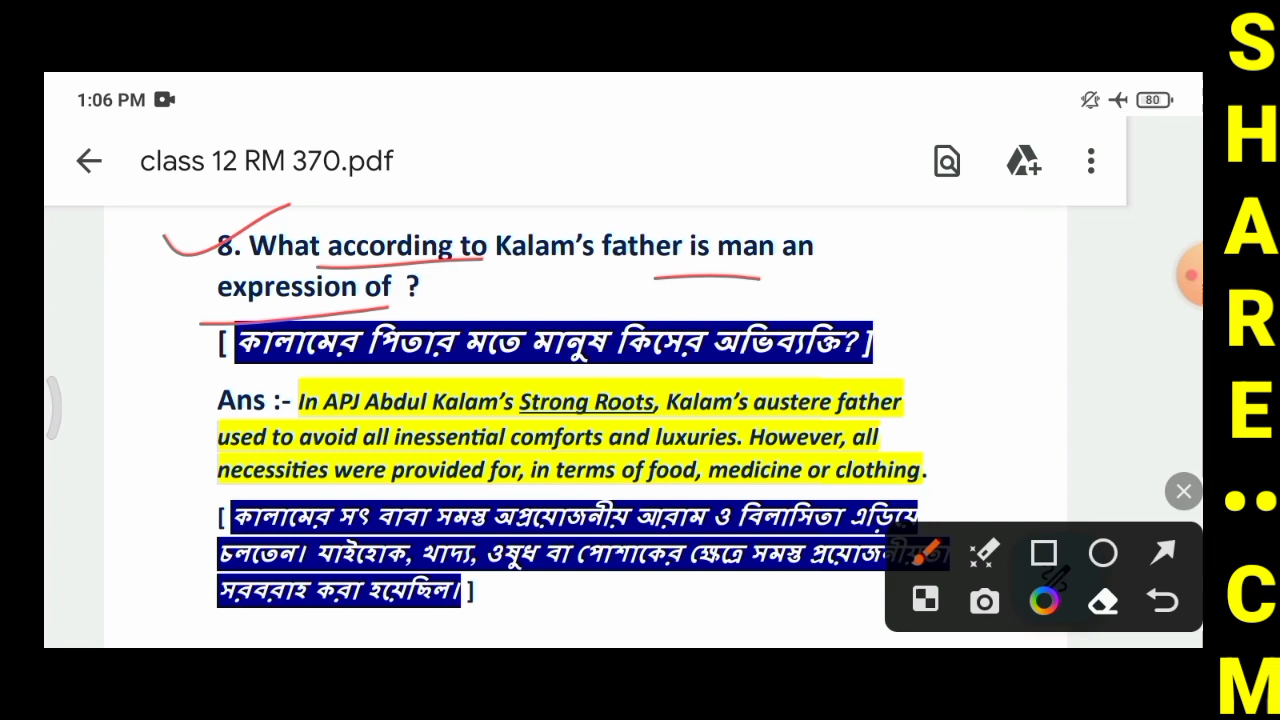 1:06 PM
80
class 12 RM 370.pdf
8. What according to Kalam's father is man an
expression of ?
[ কালামের পিতার মতে মানুষ কিসের অভিব্যক্তি? ]
Ans :- In APJ Abdul Kalam's Strong Roots, Kalam's austere father
used to avoid all inessential comforts and luxuries. However, all
necessities were provided for, in terms of food, medicine or clothing.
[ কালামের সৎ বাবা সমস্ত অপ্রয়োজনীয় আরাম ও বিলাসিতা এড়িয়ে
চলতেন। যাইহোক, খাদ্য, ওষুধ বা পোশাকের ক্ষেত্রে সমস্ত
সরবরাহ করা হয়েছিল। ]
SHARE••CM